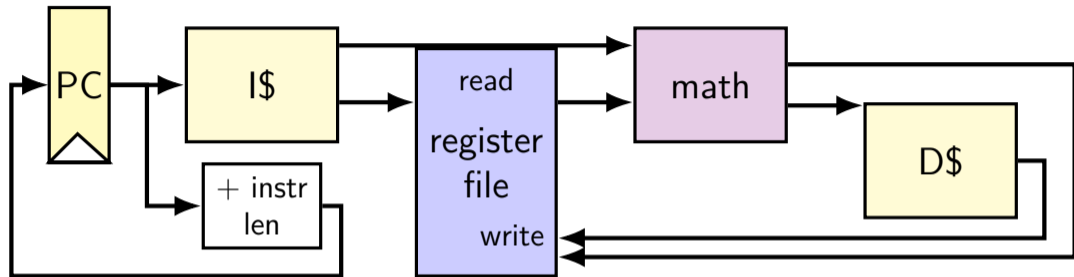 PC
I$
+ instr
len
read
register
file
write
math
D$